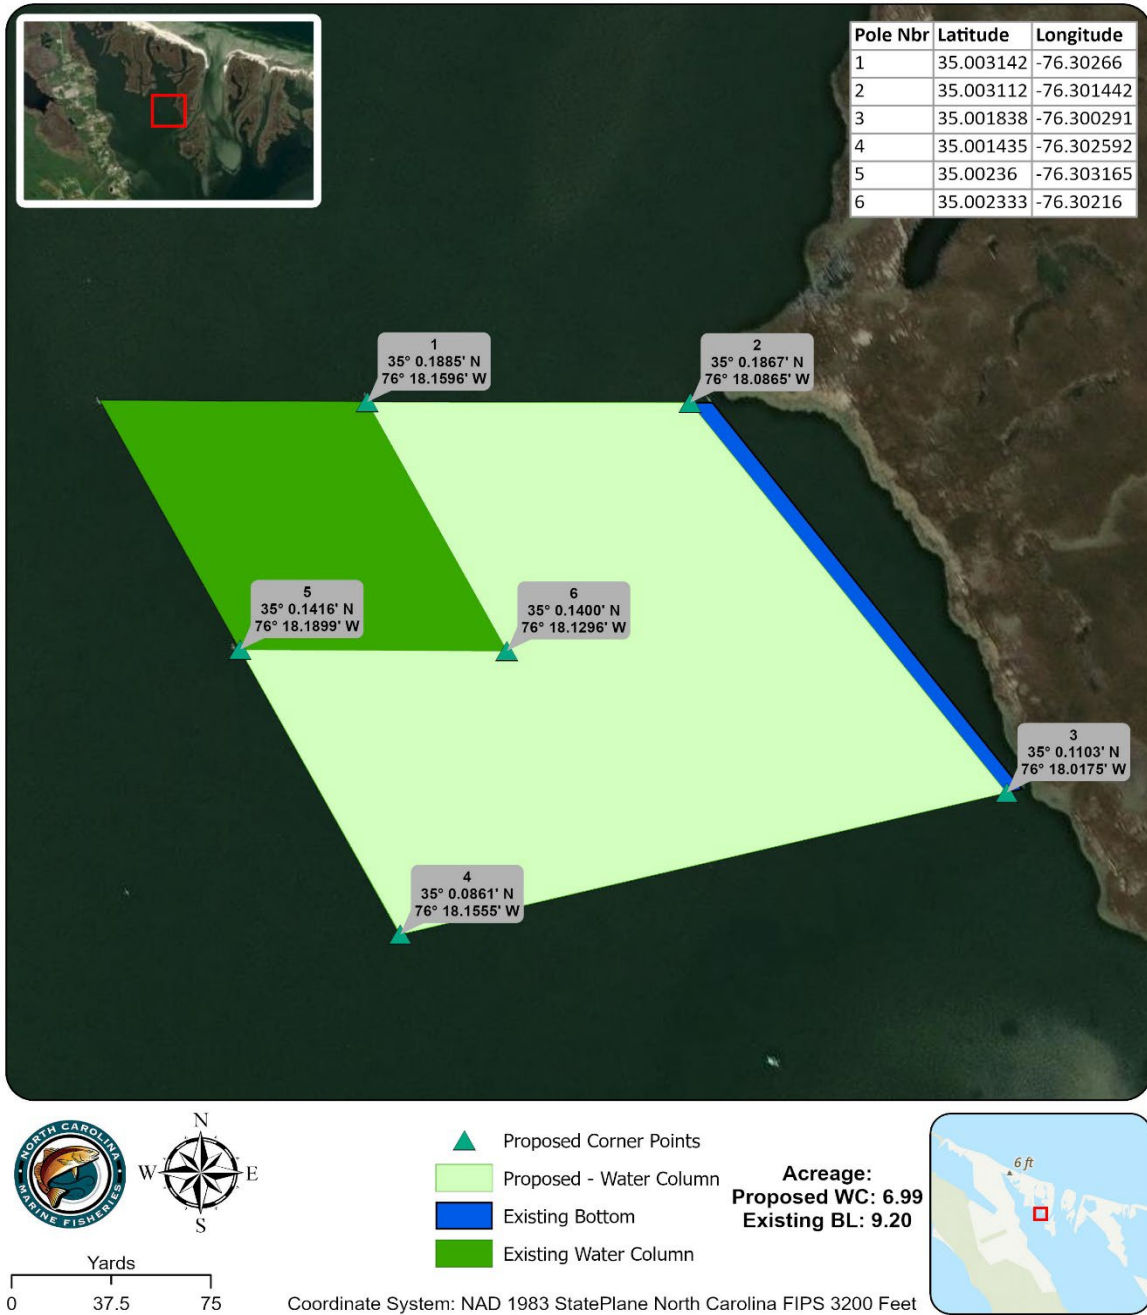 Pole Nbr Latitude Longitude
1 35.003142 -76.30266
2 35.003112 -76.301442
3 35.001838 -76.300291
4 35.001435 -76.302592
5 35.00236 -76.303165
6 35.002333 -76.30216
1
35° 0.1885' N
76° 18.1596' W
2
35° 0.1867' N
76° 18.0865' W
5
35° 0.1416' N
76° 18.1899' W
6
35° 0.1400' N
76° 18.1296' W
3
35° 0.1103' N
76° 18.0175' W
4
35° 0.0861' N
76° 18.1555' W
NORTH CAROLINA
MARINE FISHERIES
N
W E
S
Yards
0 37.5 75
Proposed Corner Points
Proposed - Water Column
Existing Bottom
Existing Water Column
Acreage:
Proposed WC: 6.99
Existing BL: 9.20
6 ft
Coordinate System: NAD 1983 StatePlane North Carolina FIPS 3200 Feet